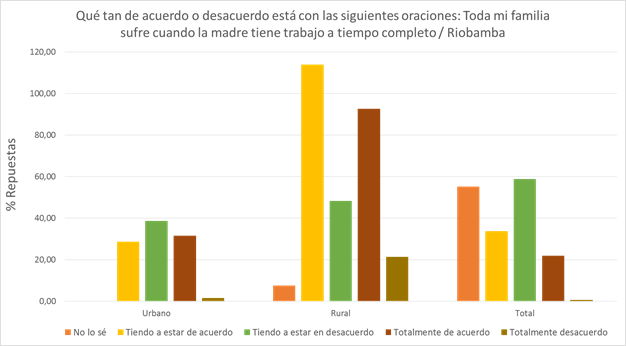 Qué tan de acuerdo o desacuerdo está con las siguientes oraciones: Toda mi familia
sufre cuando la madre tiene trabajo a tiempo completo / Riobamba
% Repuestas
120,00
100,00
80,00
60,00
40,00
20,00
0,00
Urbano Rural Total
No lo sé Tiendo a estar de acuerdo Tiendo a estar en desacuerdo Totalmente de acuerdo Totalmente desacuerdo